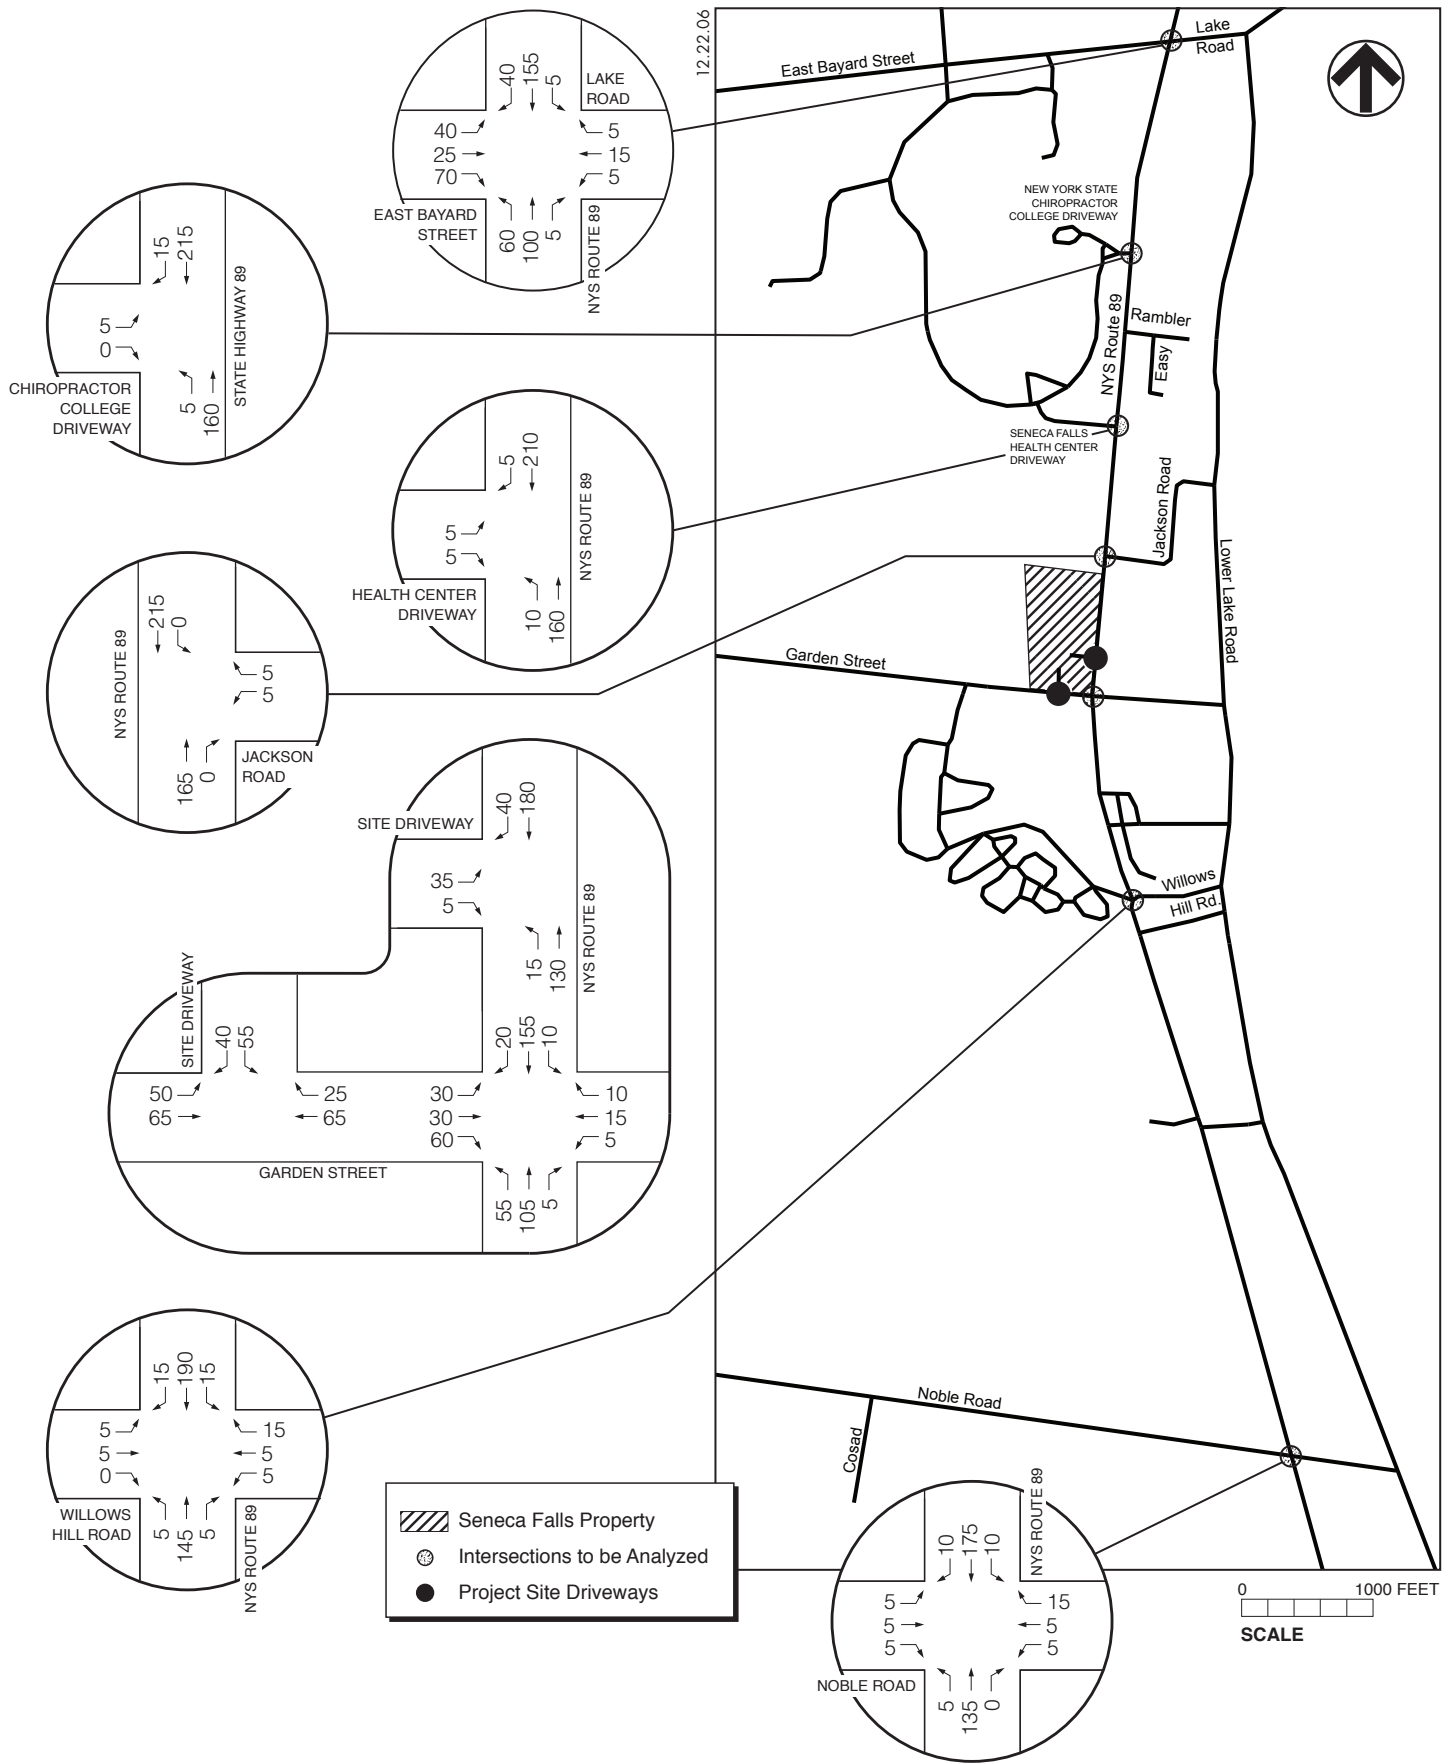 12.22.06
East Bayard Street
Lake
Road
NEW YORK STATE
CHIROPRACTOR
COLLEGE DRIVEWAY
NYS Route 89
Rambler
Easy
SENECA FALLS
HEALTH CENTER
DRIVEWAY
Jackson Road
Lower Lake Road
Garden Street
Willows
Hill Rd.
Noble Road
Cosad
40
155
5
LAKE
ROAD
40
25
70
5
15
5
EAST BAYARD
STREET
60
100
5
NYS ROUTE 89
15
215
5
0
STATE HIGHWAY 89
CHIROPRACTOR
COLLEGE
DRIVEWAY
5
160
5
210
5
5
NYS ROUTE 89
HEALTH CENTER
DRIVEWAY
10
160
215
0
NYS ROUTE 89
5
5
165
0
JACKSON
ROAD
SITE DRIVEWAY
40
180
35
5
NYS ROUTE 89
15
130
SITE DRIVEWAY
40
55
50
65
25
65
20
155
10
30
30
60
10
15
5
GARDEN STREET
55
105
5
15
190
15
5
5
0
15
5
5
WILLOWS
HILL ROAD
5
145
5
NYS ROUTE 89
Seneca Falls Property
Intersections to be Analyzed
Project Site Driveways
10
175
10
NYS ROUTE 89
5
5
5
15
5
5
NOBLE ROAD
5
135
0
0 1000 FEET
SCALE